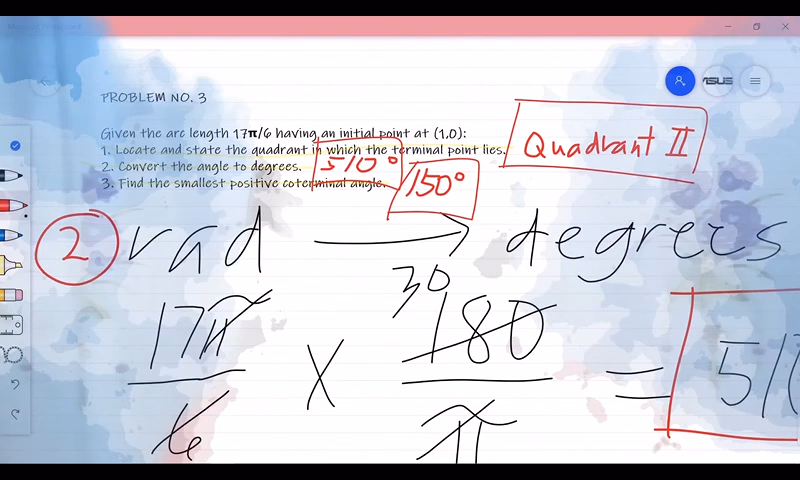 ASUS
PROBLEM NO. 3
Given the arc length 17π/6 having an initial point at (1,0):
1. Locate and state the quadrant in which the terminal point lies.
Quadrant II
2. Convert the angle to degrees.
510°
3. Find the smallest positive coterminal angle.
150°
2 rad → degrees
30
17π/6 × 180/π = 510